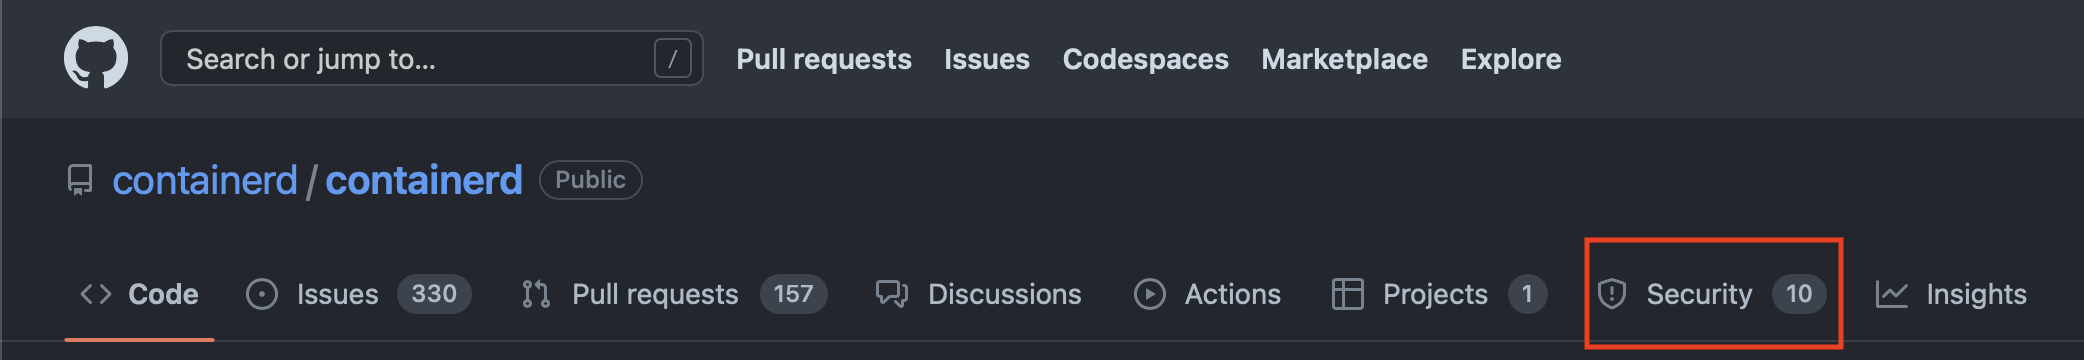 Search or jump to... / Pull requests Issues Codespaces Marketplace Explore
containerd / containerd Public
<> Code Issues 330 Pull requests 157 Discussions Actions Projects 1 Security 10 Insights